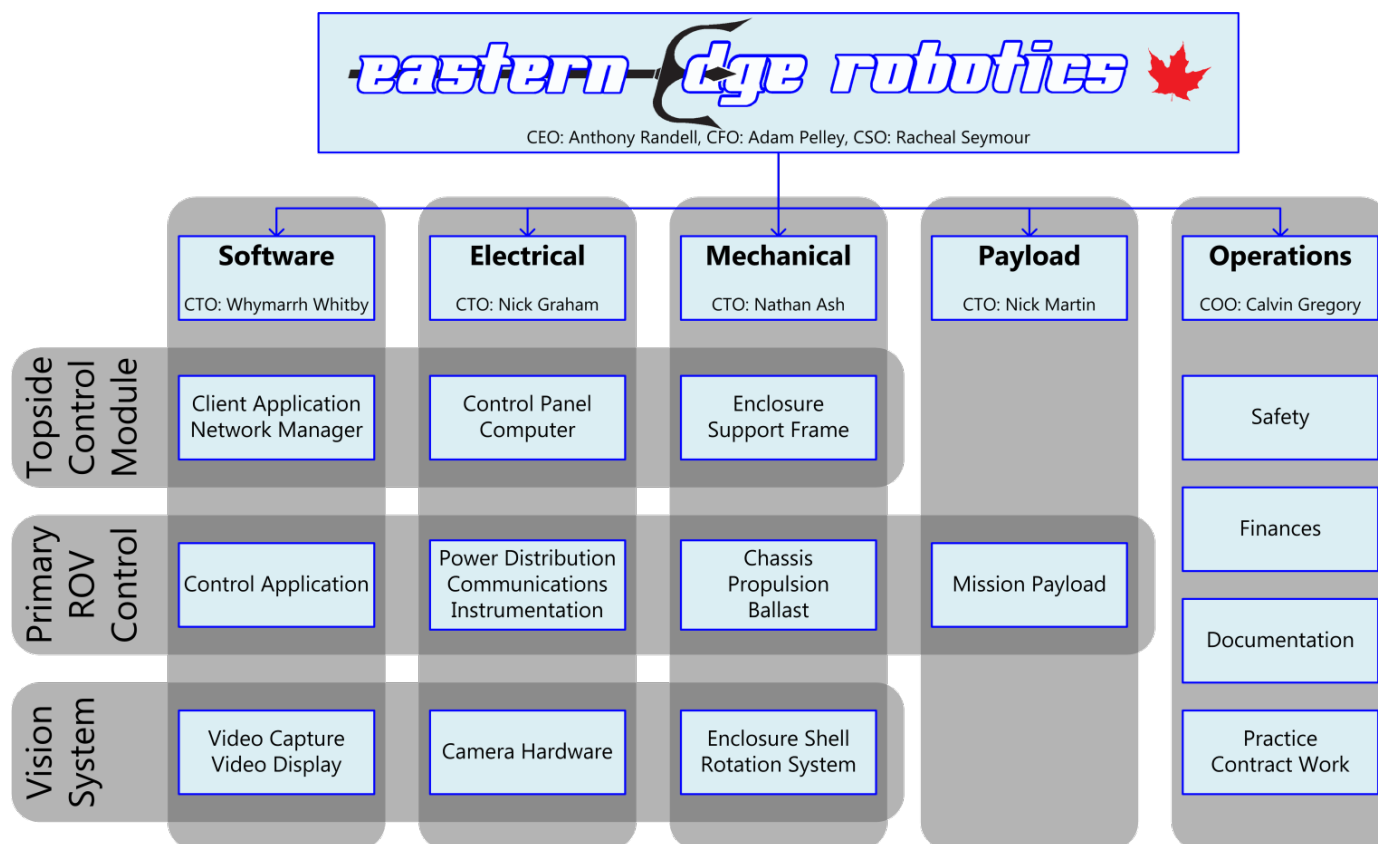 eastern Edge robotics
CEO: Anthony Randell, CFO: Adam Pelley, CSO: Racheal Seymour
Software
CTO: Whymarrh Whitby
Electrical
CTO: Nick Graham
Mechanical
CTO: Nathan Ash
Payload
CTO: Nick Martin
Operations
COO: Calvin Gregory
Topside
Control
Module
Client Application
Network Manager
Control Panel
Computer
Enclosure
Support Frame
Safety
Finances
Primary
ROV
Control
Control Application
Power Distribution
Communications
Instrumentation
Chassis
Propulsion
Ballast
Mission Payload
Documentation
Vision
System
Video Capture
Video Display
Camera Hardware
Enclosure Shell
Rotation System
Practice
Contract Work